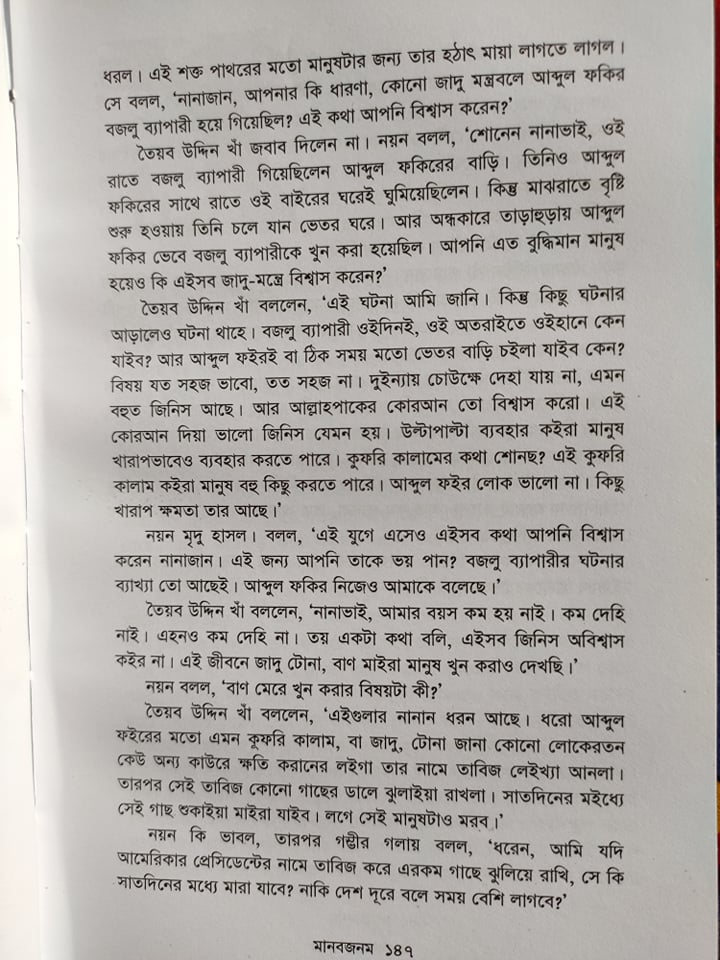 ধরল। এই শক্ত পাথরের মতো মানুষটার জন্য তার হঠাৎ মায়া লাগতে লাগল।
সে বলল, ‘নানাজান, আপনার কি ধারণা, কোনো জাদু মন্ত্রবলে আব্দুল ফকির
বজলু ব্যাপারী হয়ে গিয়েছিল? এই কথা আপনি বিশ্বাস করেন?’
তৈয়ব উদ্দিন খাঁ জবাব দিলেন না। নয়ন বলল, ‘শোনেন নানাভাই, ওই
রাতে বজলু ব্যাপারী গিয়েছিলেন আব্দুল ফকিরের বাড়ি। তিনিও আব্দুল
ফকিরের সাথে রাতে ওই বাইরের ঘরেই ঘুমিয়েছিলেন। কিন্তু মাঝরাতে বৃষ্টি
শুরু হওয়ায় তিনি চলে যান ভেতর ঘরে। আর অন্ধকারে তাড়াহুড়ায় আব্দুল
ফকির ভেবে বজলু ব্যাপারীকে খুন করা হয়েছিল। আপনি এত বুদ্ধিমান মানুষ
হয়েও কি এইসব জাদু-মন্ত্রে বিশ্বাস করেন?’
তৈয়ব উদ্দিন খাঁ বললেন, ‘এই ঘটনা আমি জানি। কিন্তু কিছু ঘটনার
আড়ালেও ঘটনা থাহে। বজলু ব্যাপারী ওইদিনই, ওই অতরাইতে ওইহানে কেন
যাইব? আর আব্দুল ফইরই বা ঠিক সময় মতো ভেতর বাড়ি চইলা যাইব কেন?
বিষয় যত সহজ ভাবো, তত সহজ না। দুইন্যায় চোউক্ষে দেহা যায় না, এমন
বহুত জিনিস আছে। আর আল্লাহপাকের কোরআন তো বিশ্বাস করো। এই
কোরআন দিয়া ভালো জিনিস যেমন হয়। উল্টাপাল্টা ব্যবহার কইরা মানুষ
খারাপভাবেও ব্যবহার করতে পারে। কুফরি কালামের কথা শোনছ? এই কুফরি
কালাম কইরা মানুষ বহু কিছু করতে পারে। আব্দুল ফইর লোক ভালো না। কিছু
খারাপ ক্ষমতা তার আছে।’
নয়ন মৃদু হাসল। বলল, ‘এই যুগে এসেও এইসব কথা আপনি বিশ্বাস
করেন নানাজান। এই জন্য আপনি তাকে ভয় পান? বজলু ব্যাপারীর ঘটনার
ব্যাখ্যা তো আছেই। আব্দুল ফকির নিজেও আমাকে বলেছে।’
তৈয়ব উদ্দিন খাঁ বললেন, ‘নানাভাই, আমার বয়স কম হয় নাই। কম দেহি
নাই। এহনও কম দেহি না। তয় একটা কথা বলি, এইসব জিনিস অবিশ্বাস
কইর না। এই জীবনে জাদু টোনা, বাণ মাইরা মানুষ খুন করাও দেখছি।’
নয়ন বলল, ‘বাণ মেরে খুন করার বিষয়টা কী?’
তৈয়ব উদ্দিন খাঁ বললেন, ‘এইগুলার নানান ধরন আছে। ধরো আব্দুল
ফইরের মতো এমন কুফরি কালাম, বা জাদু, টোনা জানা কোনো লোকেরতন
কেউ অন্য কাউরে ক্ষতি করানের লইগা তার নামে তাবিজ লেইখ্যা আনলা।
তারপর সেই তাবিজ কোনো গাছের ডালে ঝুলাইয়া রাখলা। সাতদিনের মইধ্যে
সেই গাছ শুকাইয়া মাইরা যাইব। লগে সেই মানুষটাও মরব।’
নয়ন কি ভাবল, তারপর গম্ভীর গলায় বলল, ‘ধরেন, আমি যদি
আমেরিকার প্রেসিডেন্টের নামে তাবিজ করে এরকম গাছে ঝুলিয়ে রাখি, সে কি
সাতদিনের মধ্যে মারা যাবে? নাকি দেশ দূরে বলে সময় বেশি লাগবে?’
মানবজনম ১৪৭